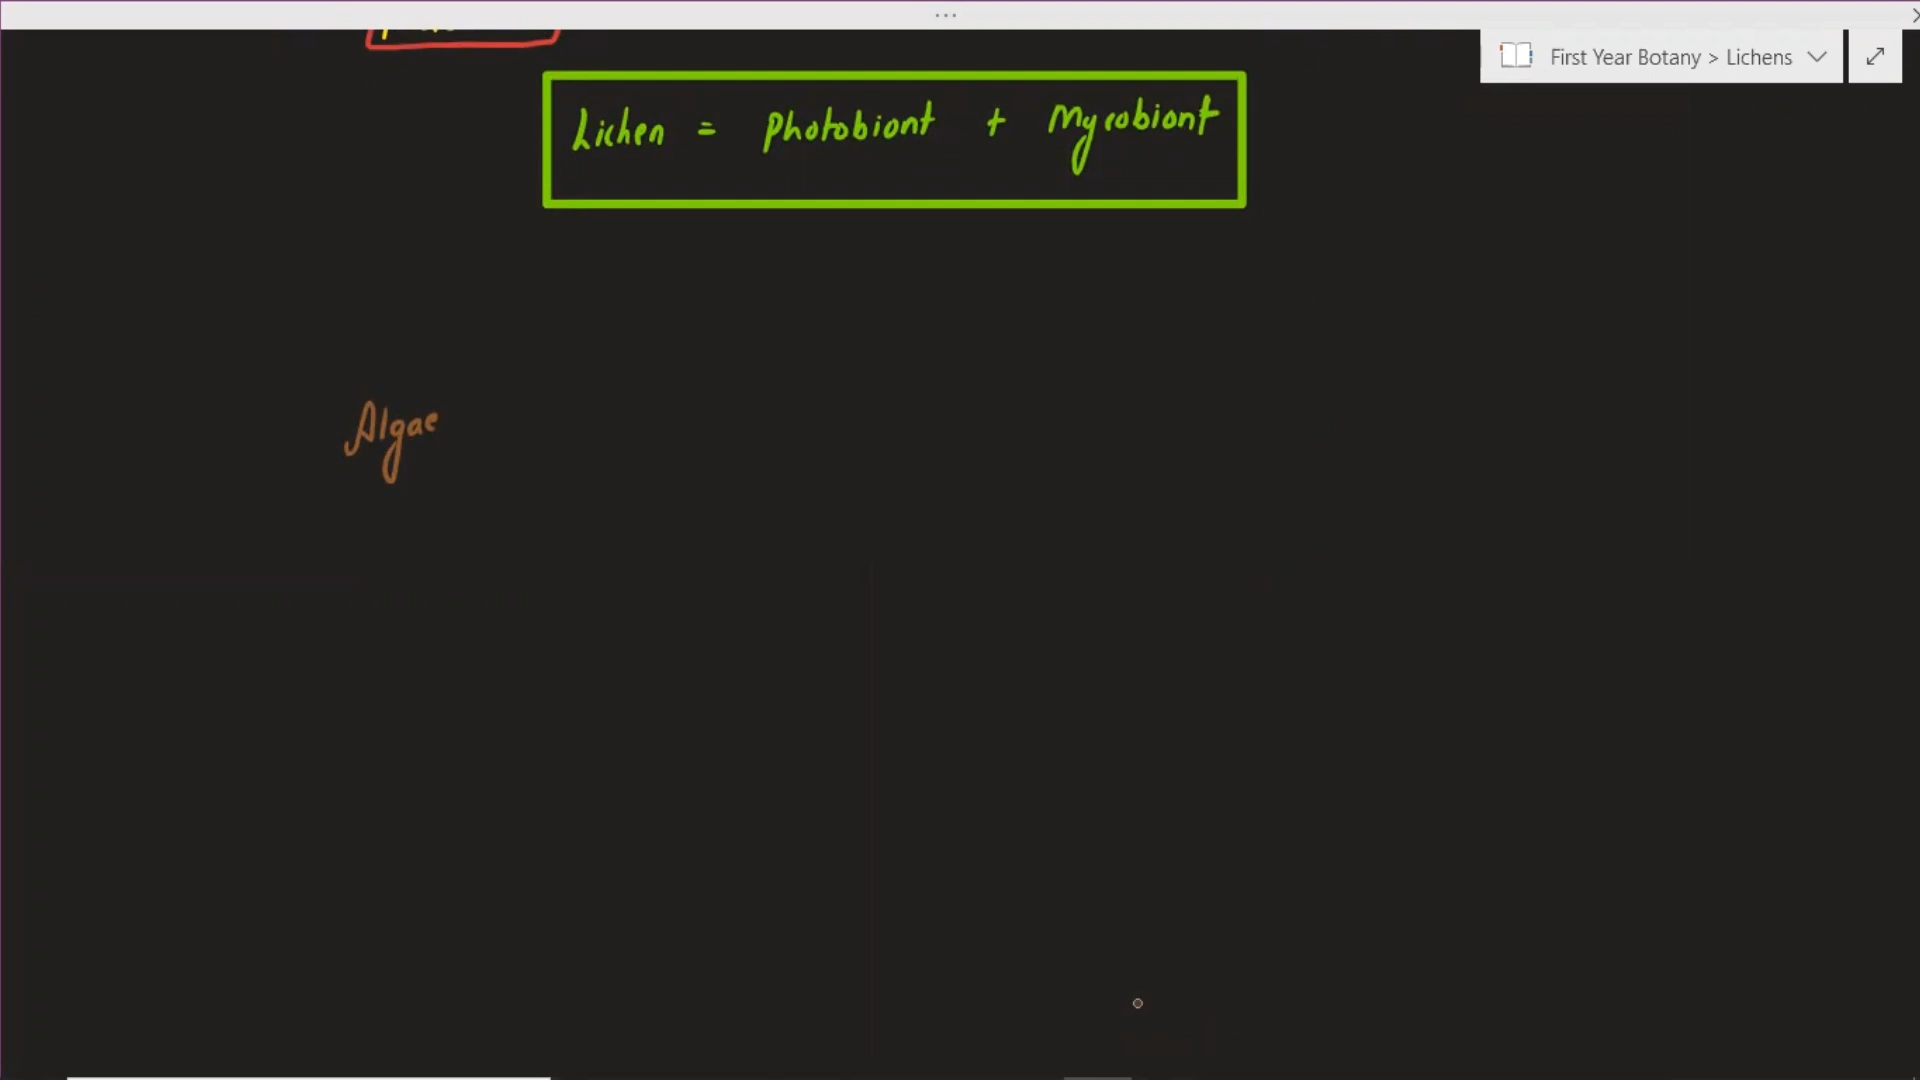 First Year Botany > Lichens
Lichen = Photobiont + Mycobiont
Algae